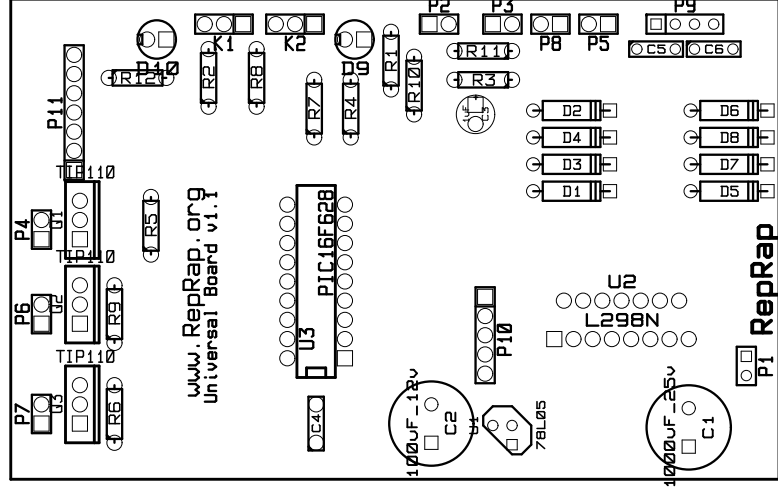 P2
P3
P9
K1
K2
P8
P5
C5
C6
D10
D9
R12
R2
R8
R7
R4
R1
R10
R11
R3
1uF
C3
P11
D2
D6
D4
D8
D3
D7
D1
D5
TIP110
P4
Q1
R5
www.RepRap.org
Universal Board v1.1
PIC16F628
U3
TIP110
P6
Q2
R9
U2
L298N
RepRap
P10
P1
TIP110
P7
Q3
R6
C4
100uF_12v
C2
U1
78L05
1000uF_25v
C1